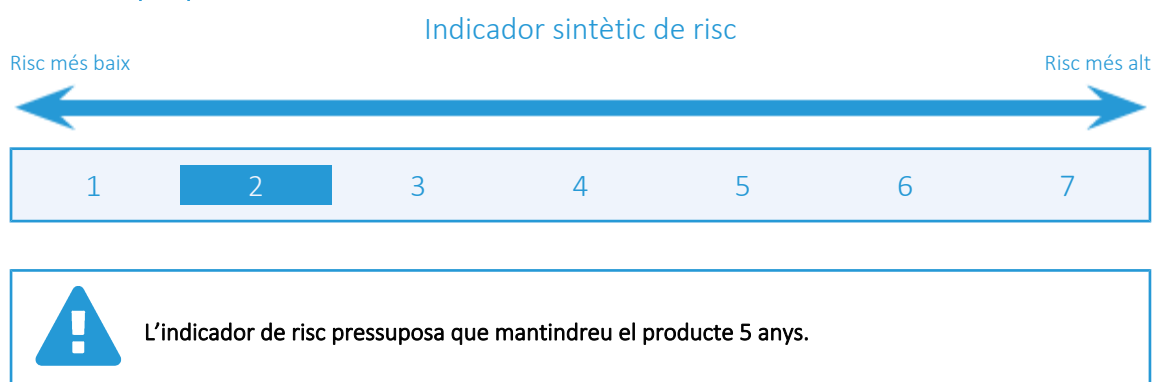 Indicador sintètic de risc
Risc més baix Risc més alt
1 2 3 4 5 6 7
L'indicador de risc pressuposa que mantindreu el producte 5 anys.